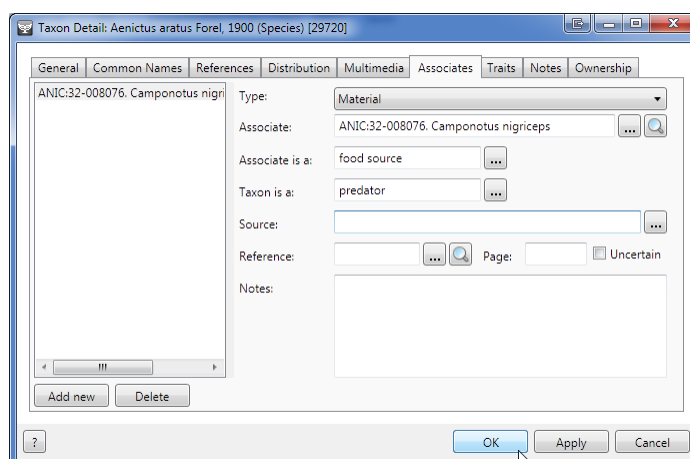 Taxon Detail: Aenictus aratus Forel, 1900 (Species) [29720]
General Common Names References Distribution Multimedia Associates Traits Notes Ownership
ANIC:32-008076. Camponotus nigri
Type: Material
Associate: ANIC:32-008076. Camponotus nigriceps ...
Associate is a: food source ...
Taxon is a: predator ...
Source: ...
Reference: ... Page: Uncertain
Notes:
Add new Delete
? OK Apply Cancel